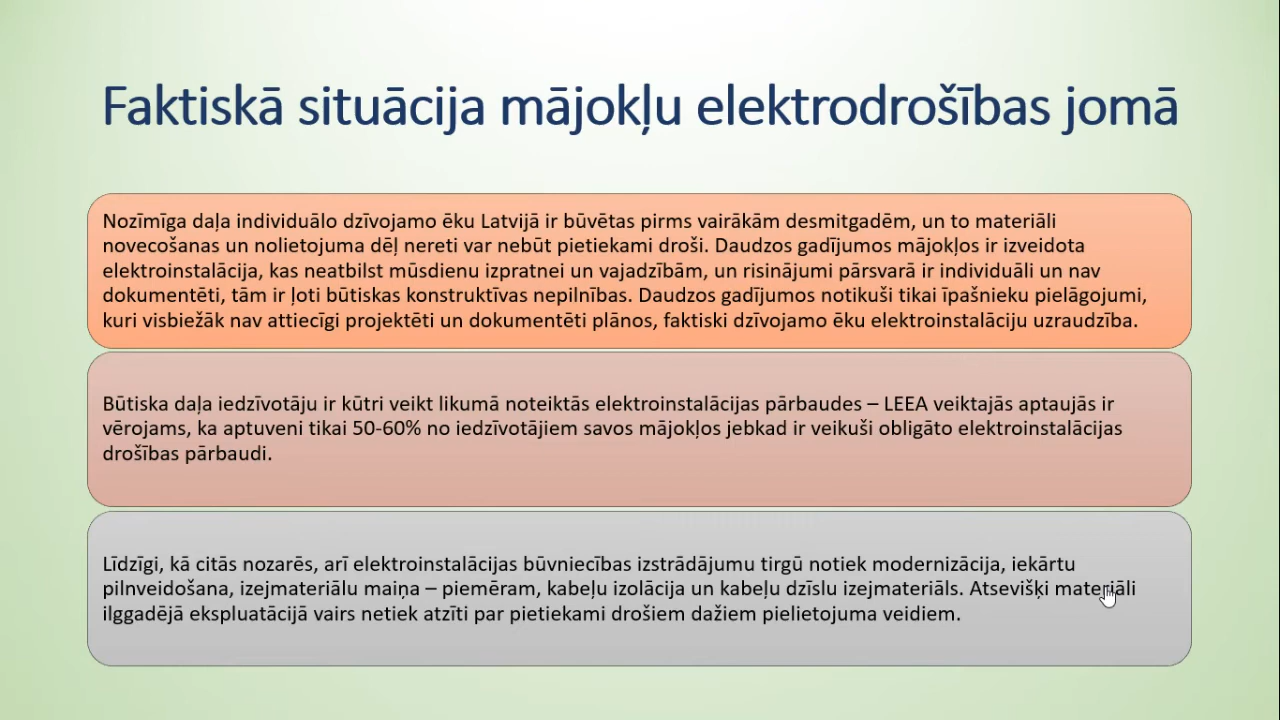 Faktiskā situācija mājokļu elektrodrošības jomā
Nozīmīga daļa individuālo dzīvojamo ēku Latvijā ir būvētas pirms vairākām desmitgadēm, un to materiāli
novecošanas un nolietojuma dēļ nereti var nebūt pietiekami droši. Daudzos gadījumos mājokļos ir izveidota
elektroinstalācija, kas neatbilst mūsdienu izpratnei un vajadzībām, un risinājumi pārsvarā ir individuāli un nav
dokumentēti, tām ir ļoti būtiskas konstruktīvas nepilnības. Daudzos gadījumos notikuši tikai īpašnieku pielāgojumi,
kuri visbiežāk nav attiecīgi projektēti un dokumentēti plānos, faktiski dzīvojamo ēku elektroinstalāciju uzraudzība.
Būtiska daļa iedzīvotāju ir kūtri veikt likumā noteiktās elektroinstalācijas pārbaudes – LEEA veiktajās aptaujās ir
vērojams, ka aptuveni tikai 50-60% no iedzīvotājiem savos mājokļos jebkad ir veikuši obligāto elektroinstalācijas
drošības pārbaudi.
Līdzīgi, kā citās nozarēs, arī elektroinstalācijas būvniecības izstrādājumu tirgū notiek modernizācija, iekārtu
pilnveidošana, izejmateriālu maiņa – piemēram, kabeļu izolācija un kabeļu dzīslu izejmateriāls. Atsevišķi materiāli
ilggadējā ekspluatācijā vairs netiek atzīti par pietiekami drošiem dažiem pielietojuma veidiem.